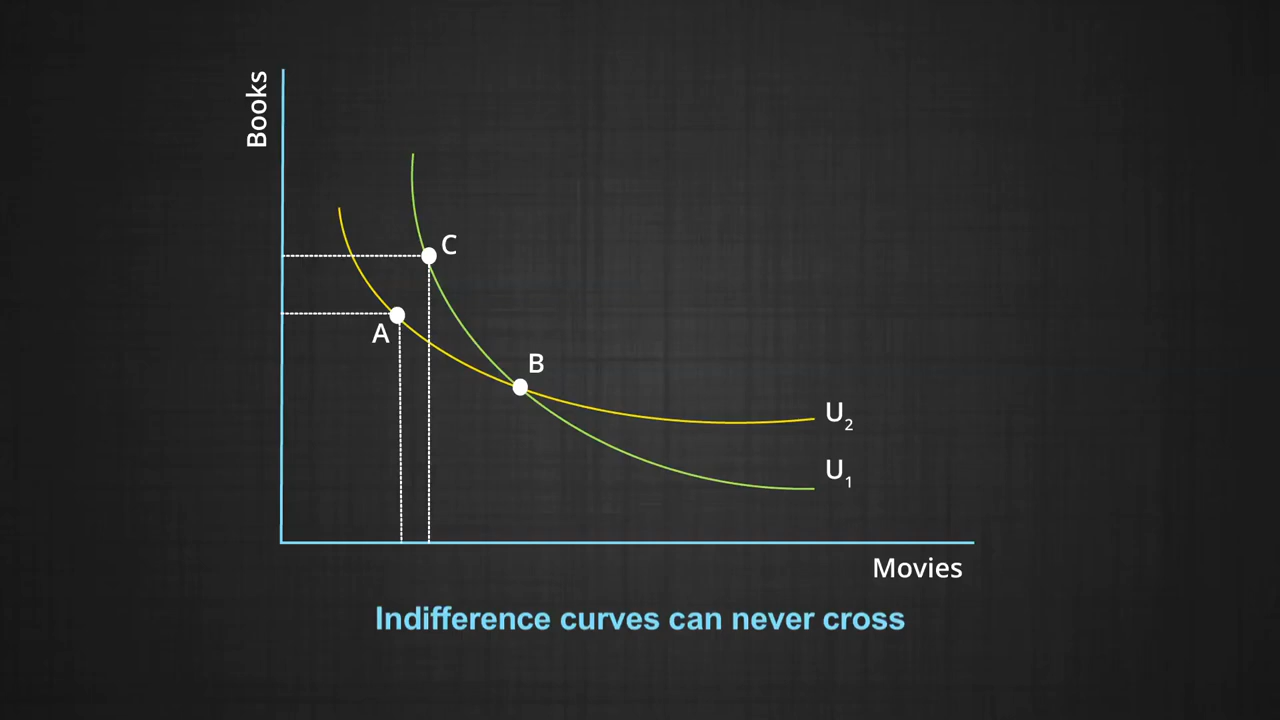 Books
C
A
B
U₂
U₁
Movies
Indifference curves can never cross